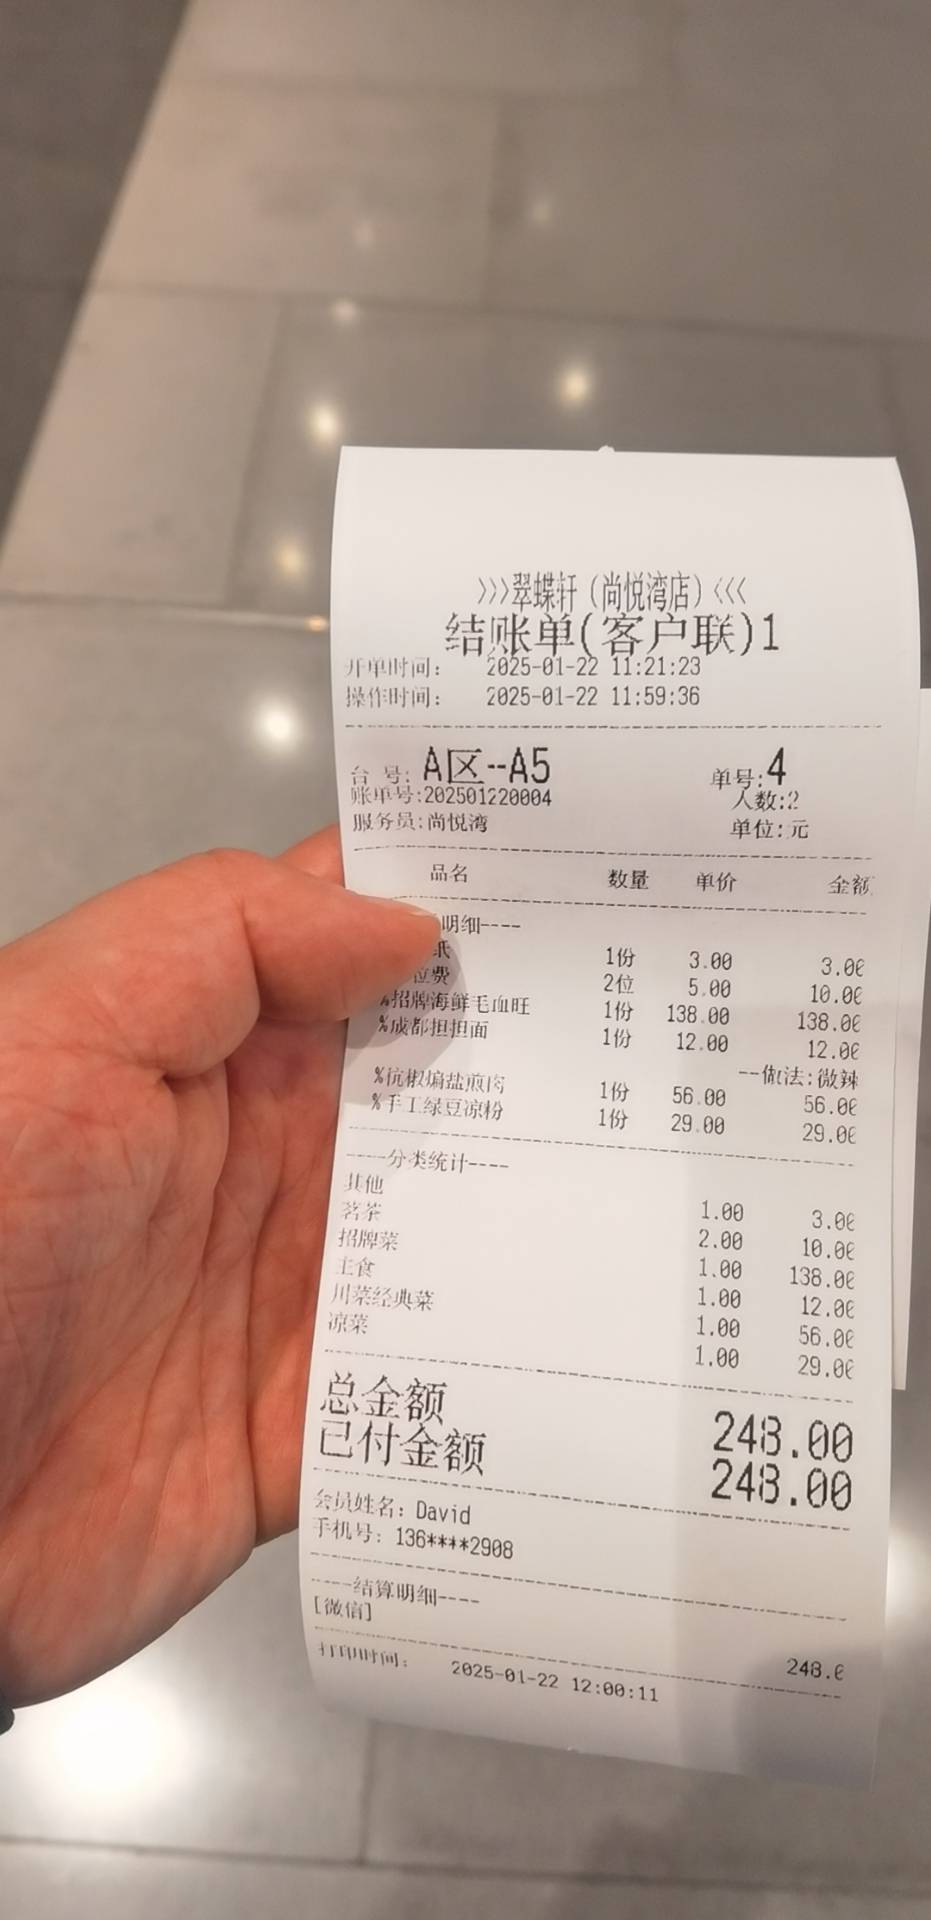 >>>翠蝶轩（尚悦湾店）<<<
结账单(客户联)1
开单时间: 2025-01-22 11:21:23
操作时间: 2025-01-22 11:59:36
台 号: A区--A5 单号:4
账单号:202501220004 人数:2
服务员:尚悦湾 单位:元
品名 数量 单价 金额
明细----
纸 1份 3.00 3.00
位费 2位 5.00 10.00
%招牌海鲜毛血旺 1份 138.00 138.00
%成都担担面 1份 12.00 12.00
--做法:微辣
%杭椒煸盐煎肉 1份 56.00 56.00
%手工绿豆凉粉 1份 29.00 29.00
----分类统计----
其他 1.00 3.00
茗茶 2.00 10.00
招牌菜 1.00 138.00
主食 1.00 12.00
川菜经典菜 1.00 56.00
凉菜 1.00 29.00
总金额 248.00
已付金额 248.00
会员姓名: David
手机号: 136****2908
----结算明细----
[微信] 248.0
打印时间: 2025-01-22 12:00:11